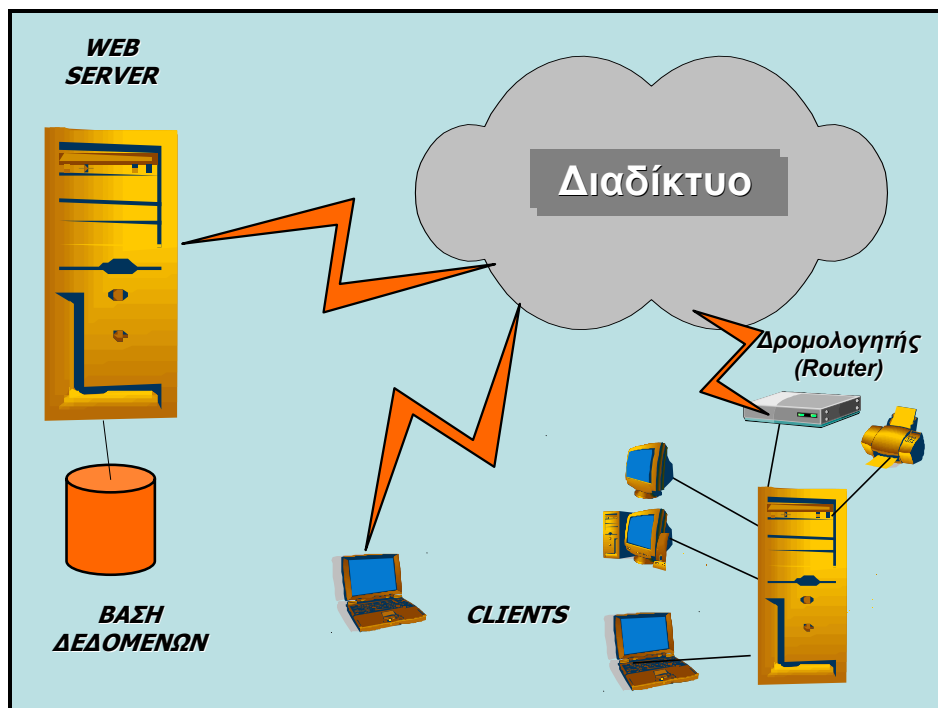 WEB
SERVER
Διαδίκτυο
Δρομολογητής
(Router)
CLIENTS
ΒΑΣΗ
ΔΕΔΟΜΕΝΩΝ